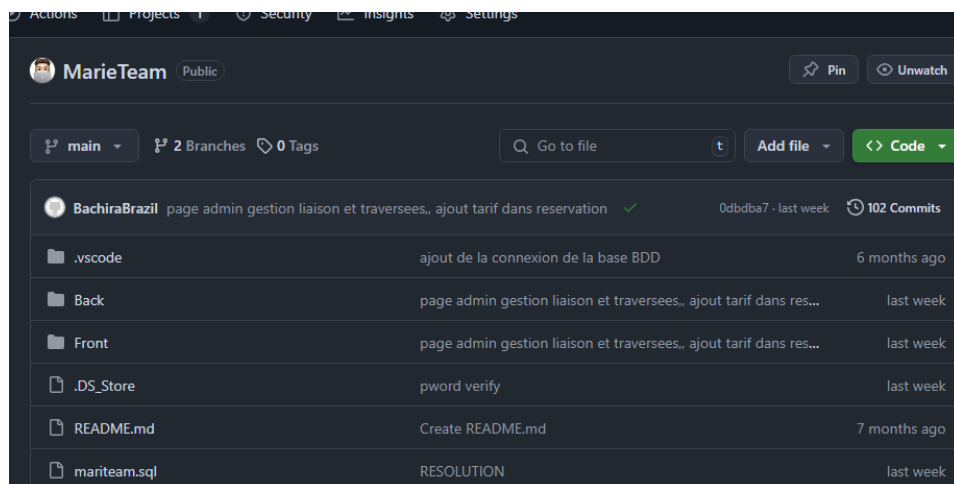 Actions Projects 1 Security Insights Settings
MarieTeam Public Pin Unwatch
main 2 Branches 0 Tags Go to file t Add file <> Code
BachiraBrazil page admin gestion liaison et traversees,, ajout tarif dans reservation 0dbdba7 · last week 102 Commits
.vscode ajout de la connexion de la base BDD 6 months ago
Back page admin gestion liaison et traversees,, ajout tarif dans res... last week
Front page admin gestion liaison et traversees,, ajout tarif dans res... last week
.DS_Store pword verify last week
README.md Create README.md 7 months ago
mariteam.sql RESOLUTION last week